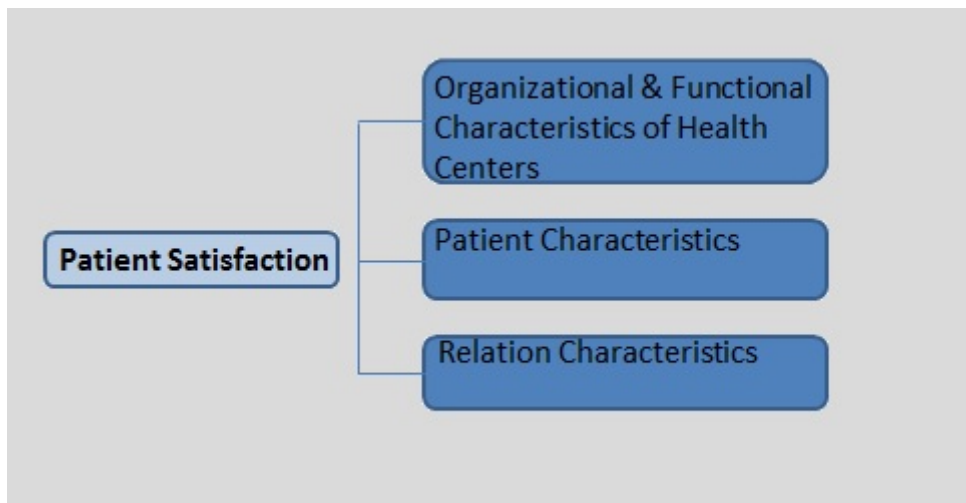 Organizational & Functional
Characteristics of Health
Centers
Patient Satisfaction
Patient Characteristics
Relation Characteristics